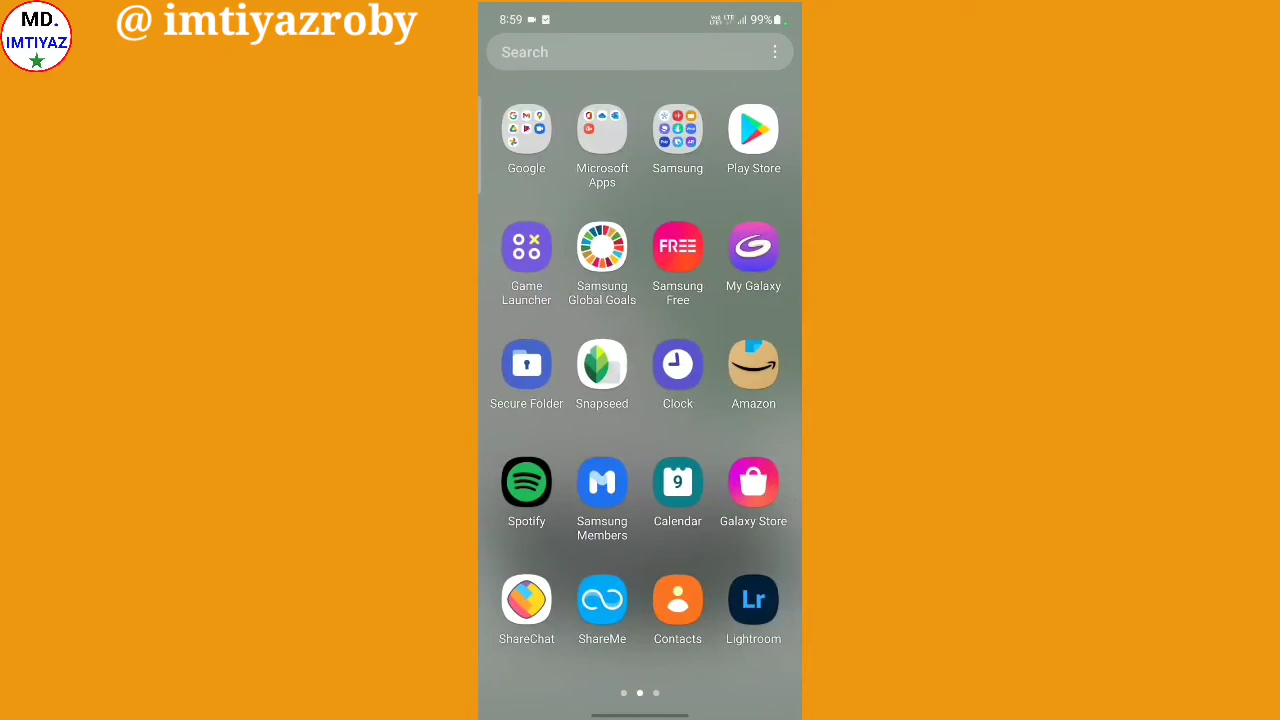 MD.
IMTIYAZ
@ imtiyazroby
8:59
99%
Search
Google
Microsoft
Apps
Samsung
Play Store
Game
Launcher
Samsung
Global Goals
FREE
Samsung
Free
My Galaxy
Secure Folder
Snapseed
Clock
Amazon
Spotify
Samsung
Members
9
Calendar
Galaxy Store
ShareChat
ShareMe
Contacts
Lr
Lightroom